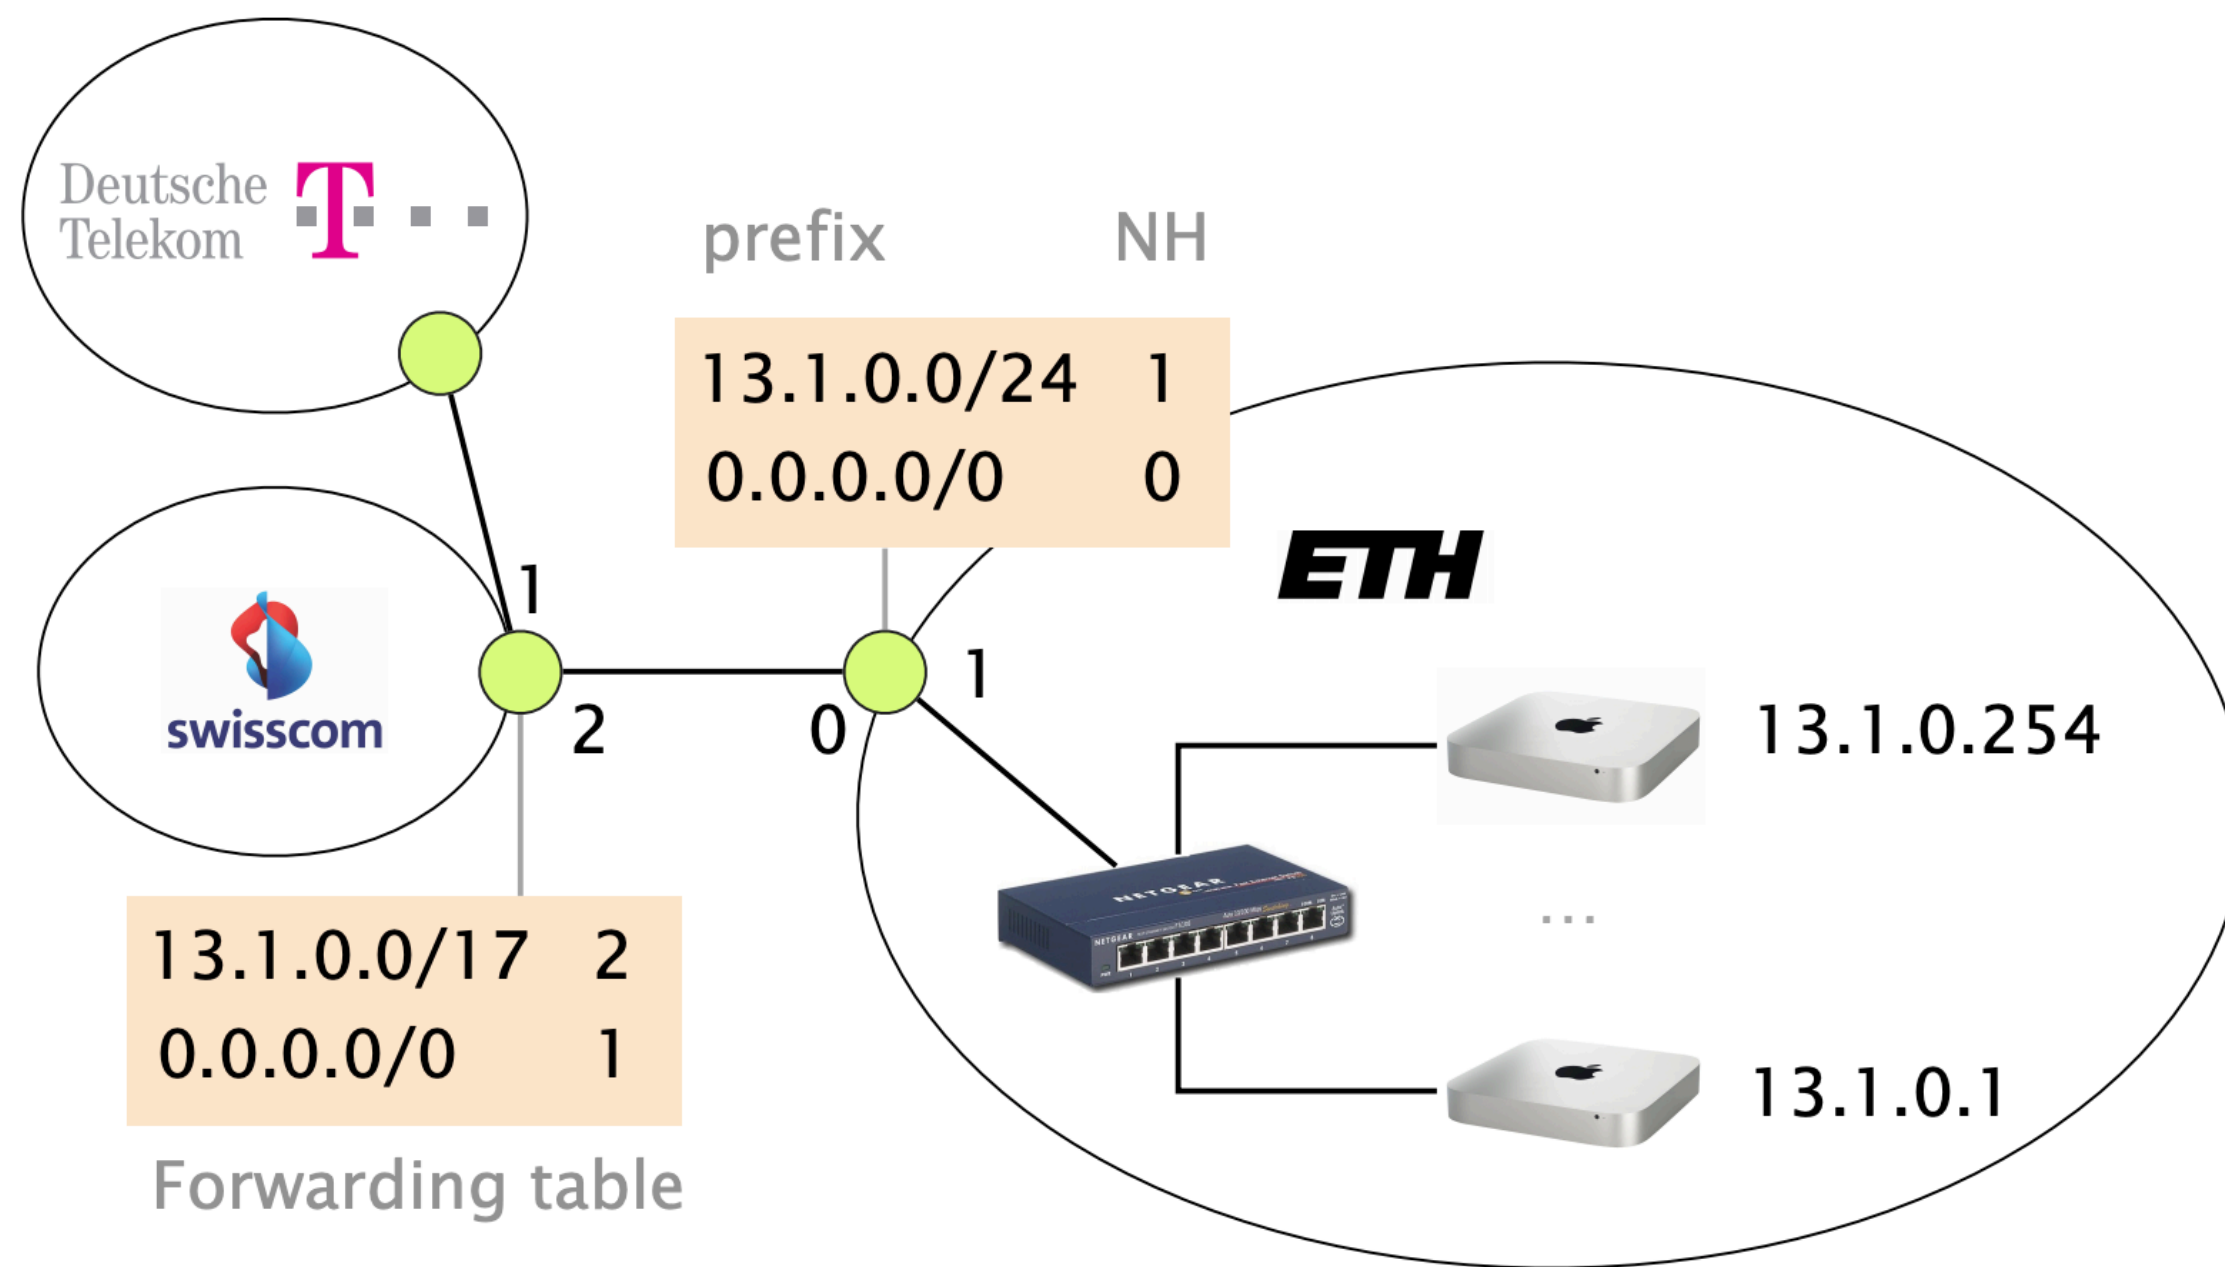 Deutsche
Telekom
T
prefix NH
13.1.0.0/24 1
0.0.0.0/0 0
ETH
1
swisscom
2
0
1
13.1.0.254
NETGEAR
NETGEAR
...
13.1.0.0/17 2
0.0.0.0/0 1
13.1.0.1
Forwarding table